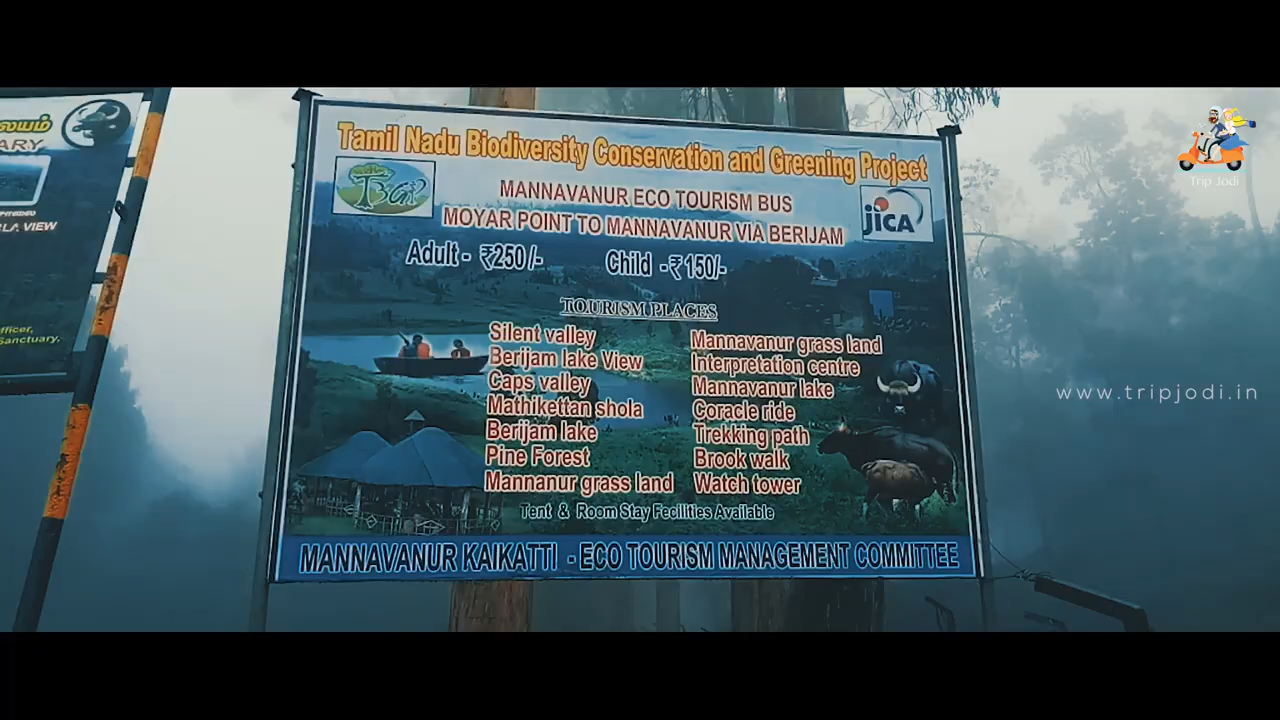 லயம்
ARY
LA VIEW
fficer,
Sanctuary,
Tamil Nadu Biodiversity Conservation and Greening Project
TBGP
JICA
MANNAVANUR ECO TOURISM BUS
MOYAR POINT TO MANNAVANUR VIA BERIJAM
Adult - ₹250/- Child - ₹150/-
TOURISM PLACES
Silent valley
Berijam lake View
Caps valley
Mathikettan shola
Berijam lake
Pine Forest
Mannanur grass land
Mannavanur grass land
Interpretation centre
Mannavanur lake
Coracle ride
Trekking path
Brook walk
Watch tower
Tent & Room Stay Fecilities Available
MANNAVANUR KAIKATTI - ECO TOURISM MANAGEMENT COMMITTEE
Trip Jodi
www.tripjodi.in